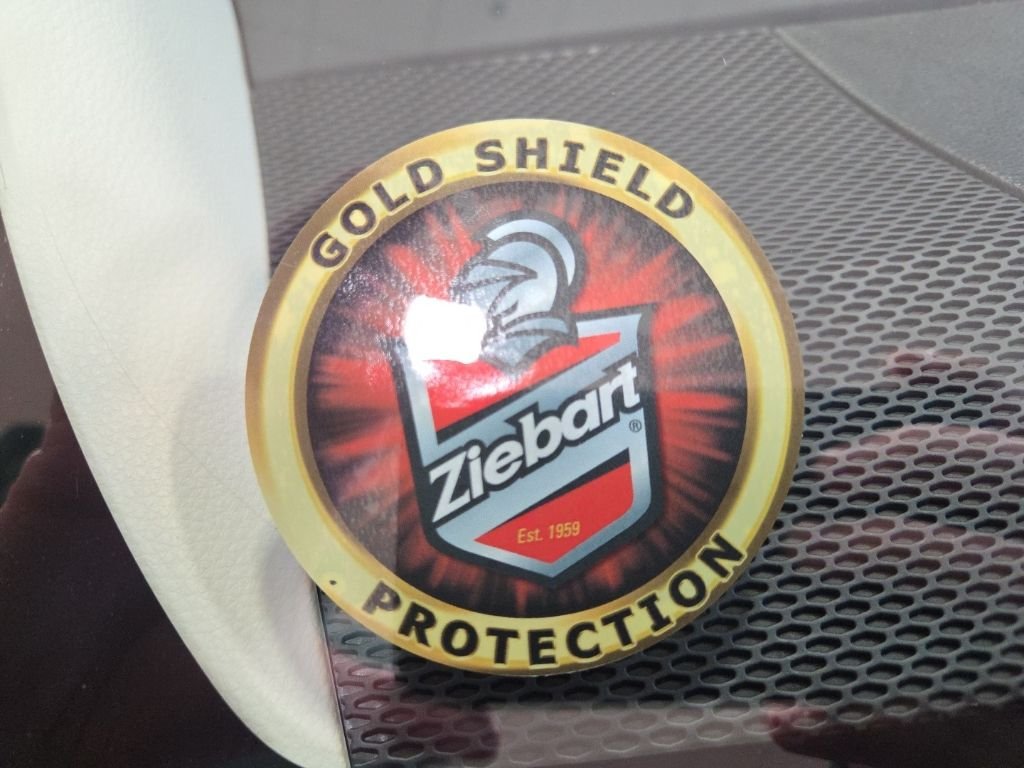 GOLD SHIELD
Ziebart®
Est. 1959
PROTECTION